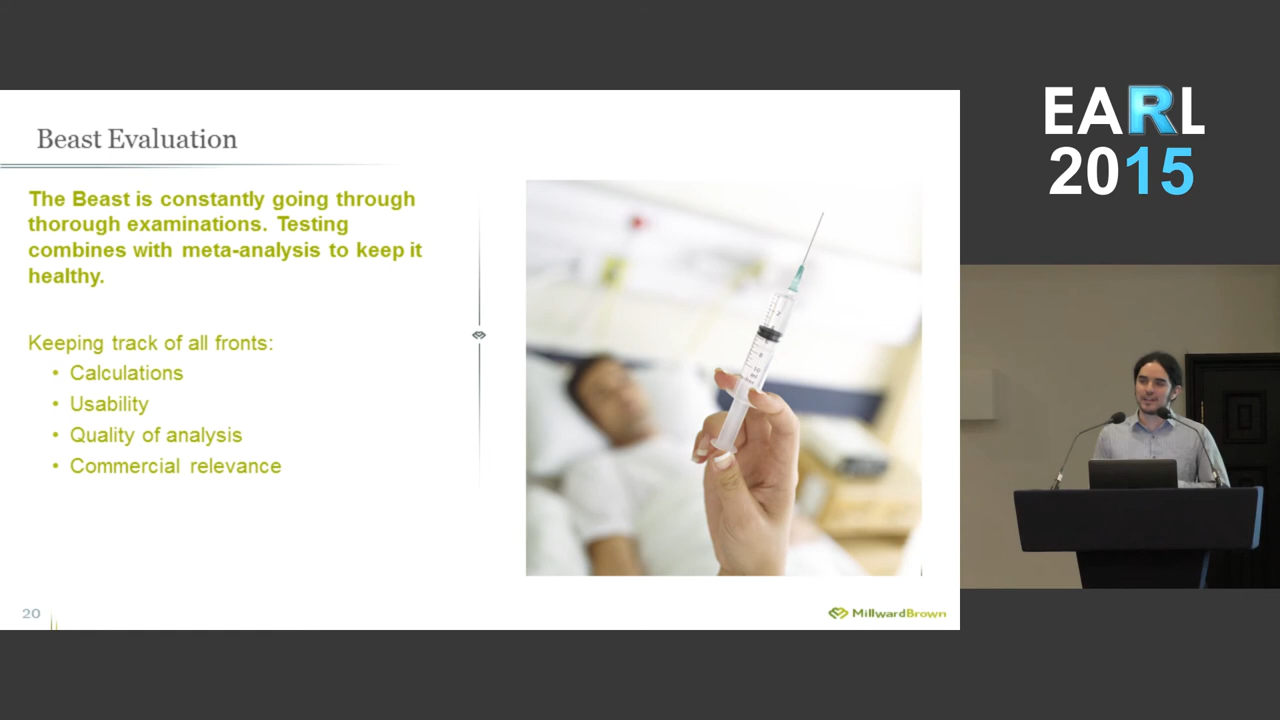 Beast Evaluation
The Beast is constantly going through
thorough examinations. Testing
combines with meta-analysis to keep it
healthy.
Keeping track of all fronts:
• Calculations
• Usability
• Quality of analysis
• Commercial relevance
20
MillwardBrown
EARL
2015